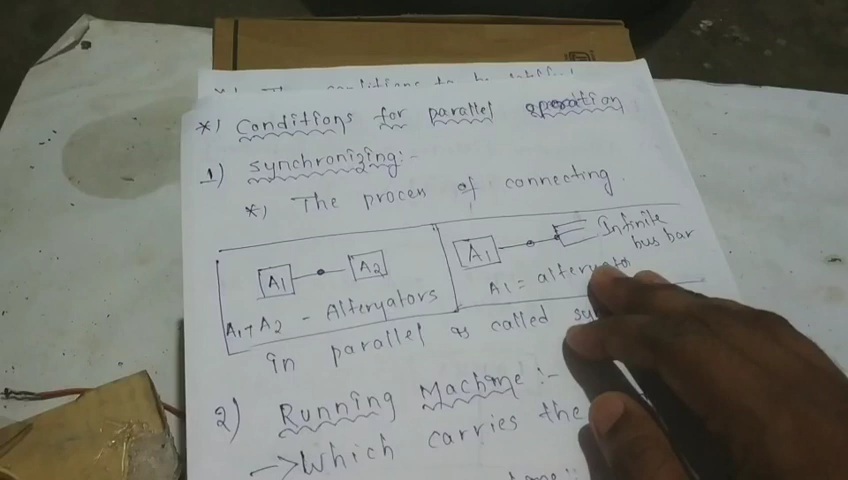 *) Conditions for parallel operation
1) synchronizing:-
*) The process of connecting
A1 A2
A1, A2 - Alternators
A1 Infinite
bus bar
A1 = alternator
in parallel is called
2) Running Machine :-
-> Which carries the